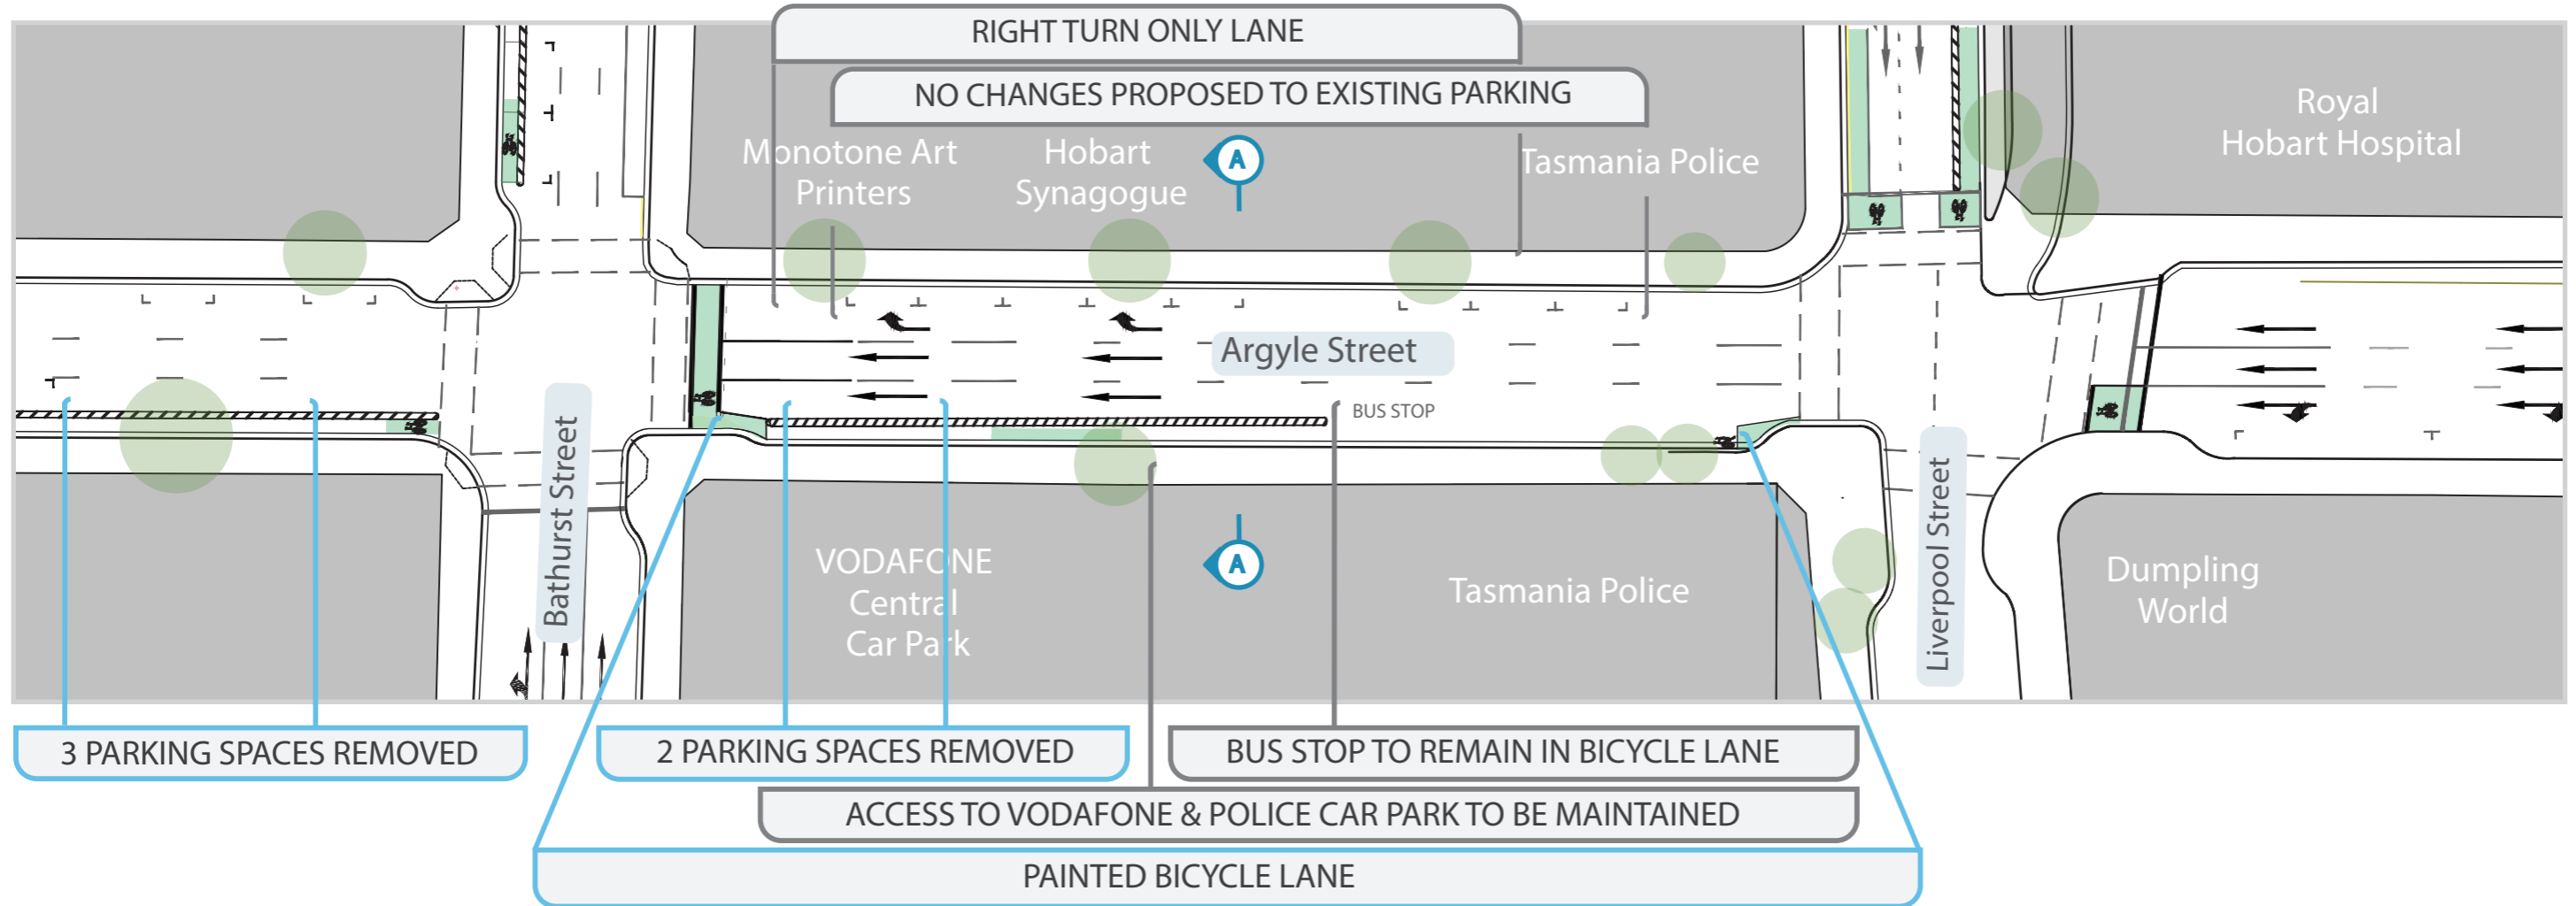 RIGHT TURN ONLY LANE
NO CHANGES PROPOSED TO EXISTING PARKING
Monotone Art
Printers
Hobart
Synagogue
A
Tasmania Police
Royal
Hobart Hospital
Argyle Street
BUS STOP
Bathurst Street
Liverpool Street
VODAFONE
Central
Car Park
A
Tasmania Police
Dumpling
World
3 PARKING SPACES REMOVED
2 PARKING SPACES REMOVED
BUS STOP TO REMAIN IN BICYCLE LANE
ACCESS TO VODAFONE & POLICE CAR PARK TO BE MAINTAINED
PAINTED BICYCLE LANE